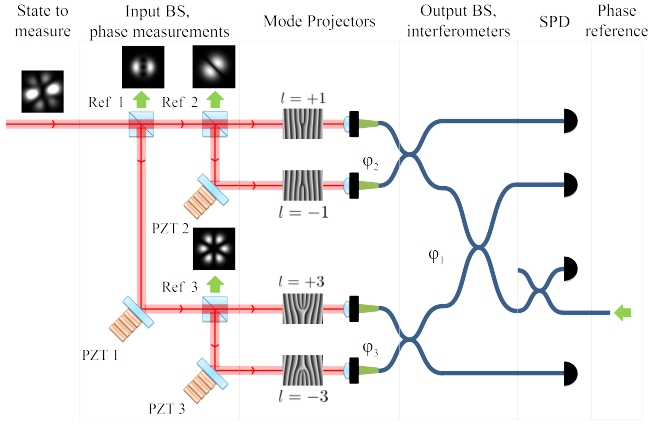 State to
measure
Input BS,
phase measurements
Mode Projectors
Output BS,
interferometers
SPD
Phase
reference
Ref 1
Ref 2
l = +1
φ2
l = −1
PZT 2
φ1
Ref 3
l = +3
PZT 1
φ3
l = −3
PZT 3